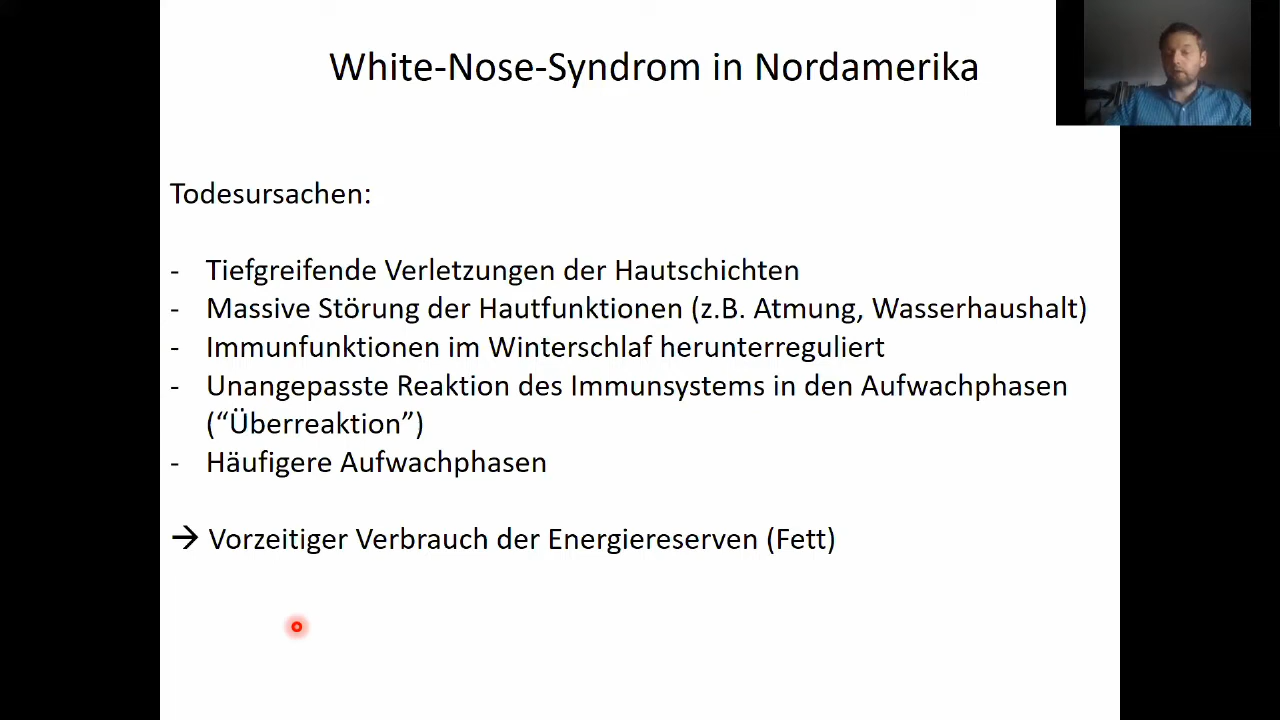 White-Nose-Syndrom in Nordamerika
Todesursachen:
- Tiefgreifende Verletzungen der Hautschichten
- Massive Störung der Hautfunktionen (z.B. Atmung, Wasserhaushalt)
- Immunfunktionen im Winterschlaf herunterreguliert
- Unangepasste Reaktion des Immunsystems in den Aufwachphasen
(“Überreaktion”)
- Häufigere Aufwachphasen
→ Vorzeitiger Verbrauch der Energiereserven (Fett)